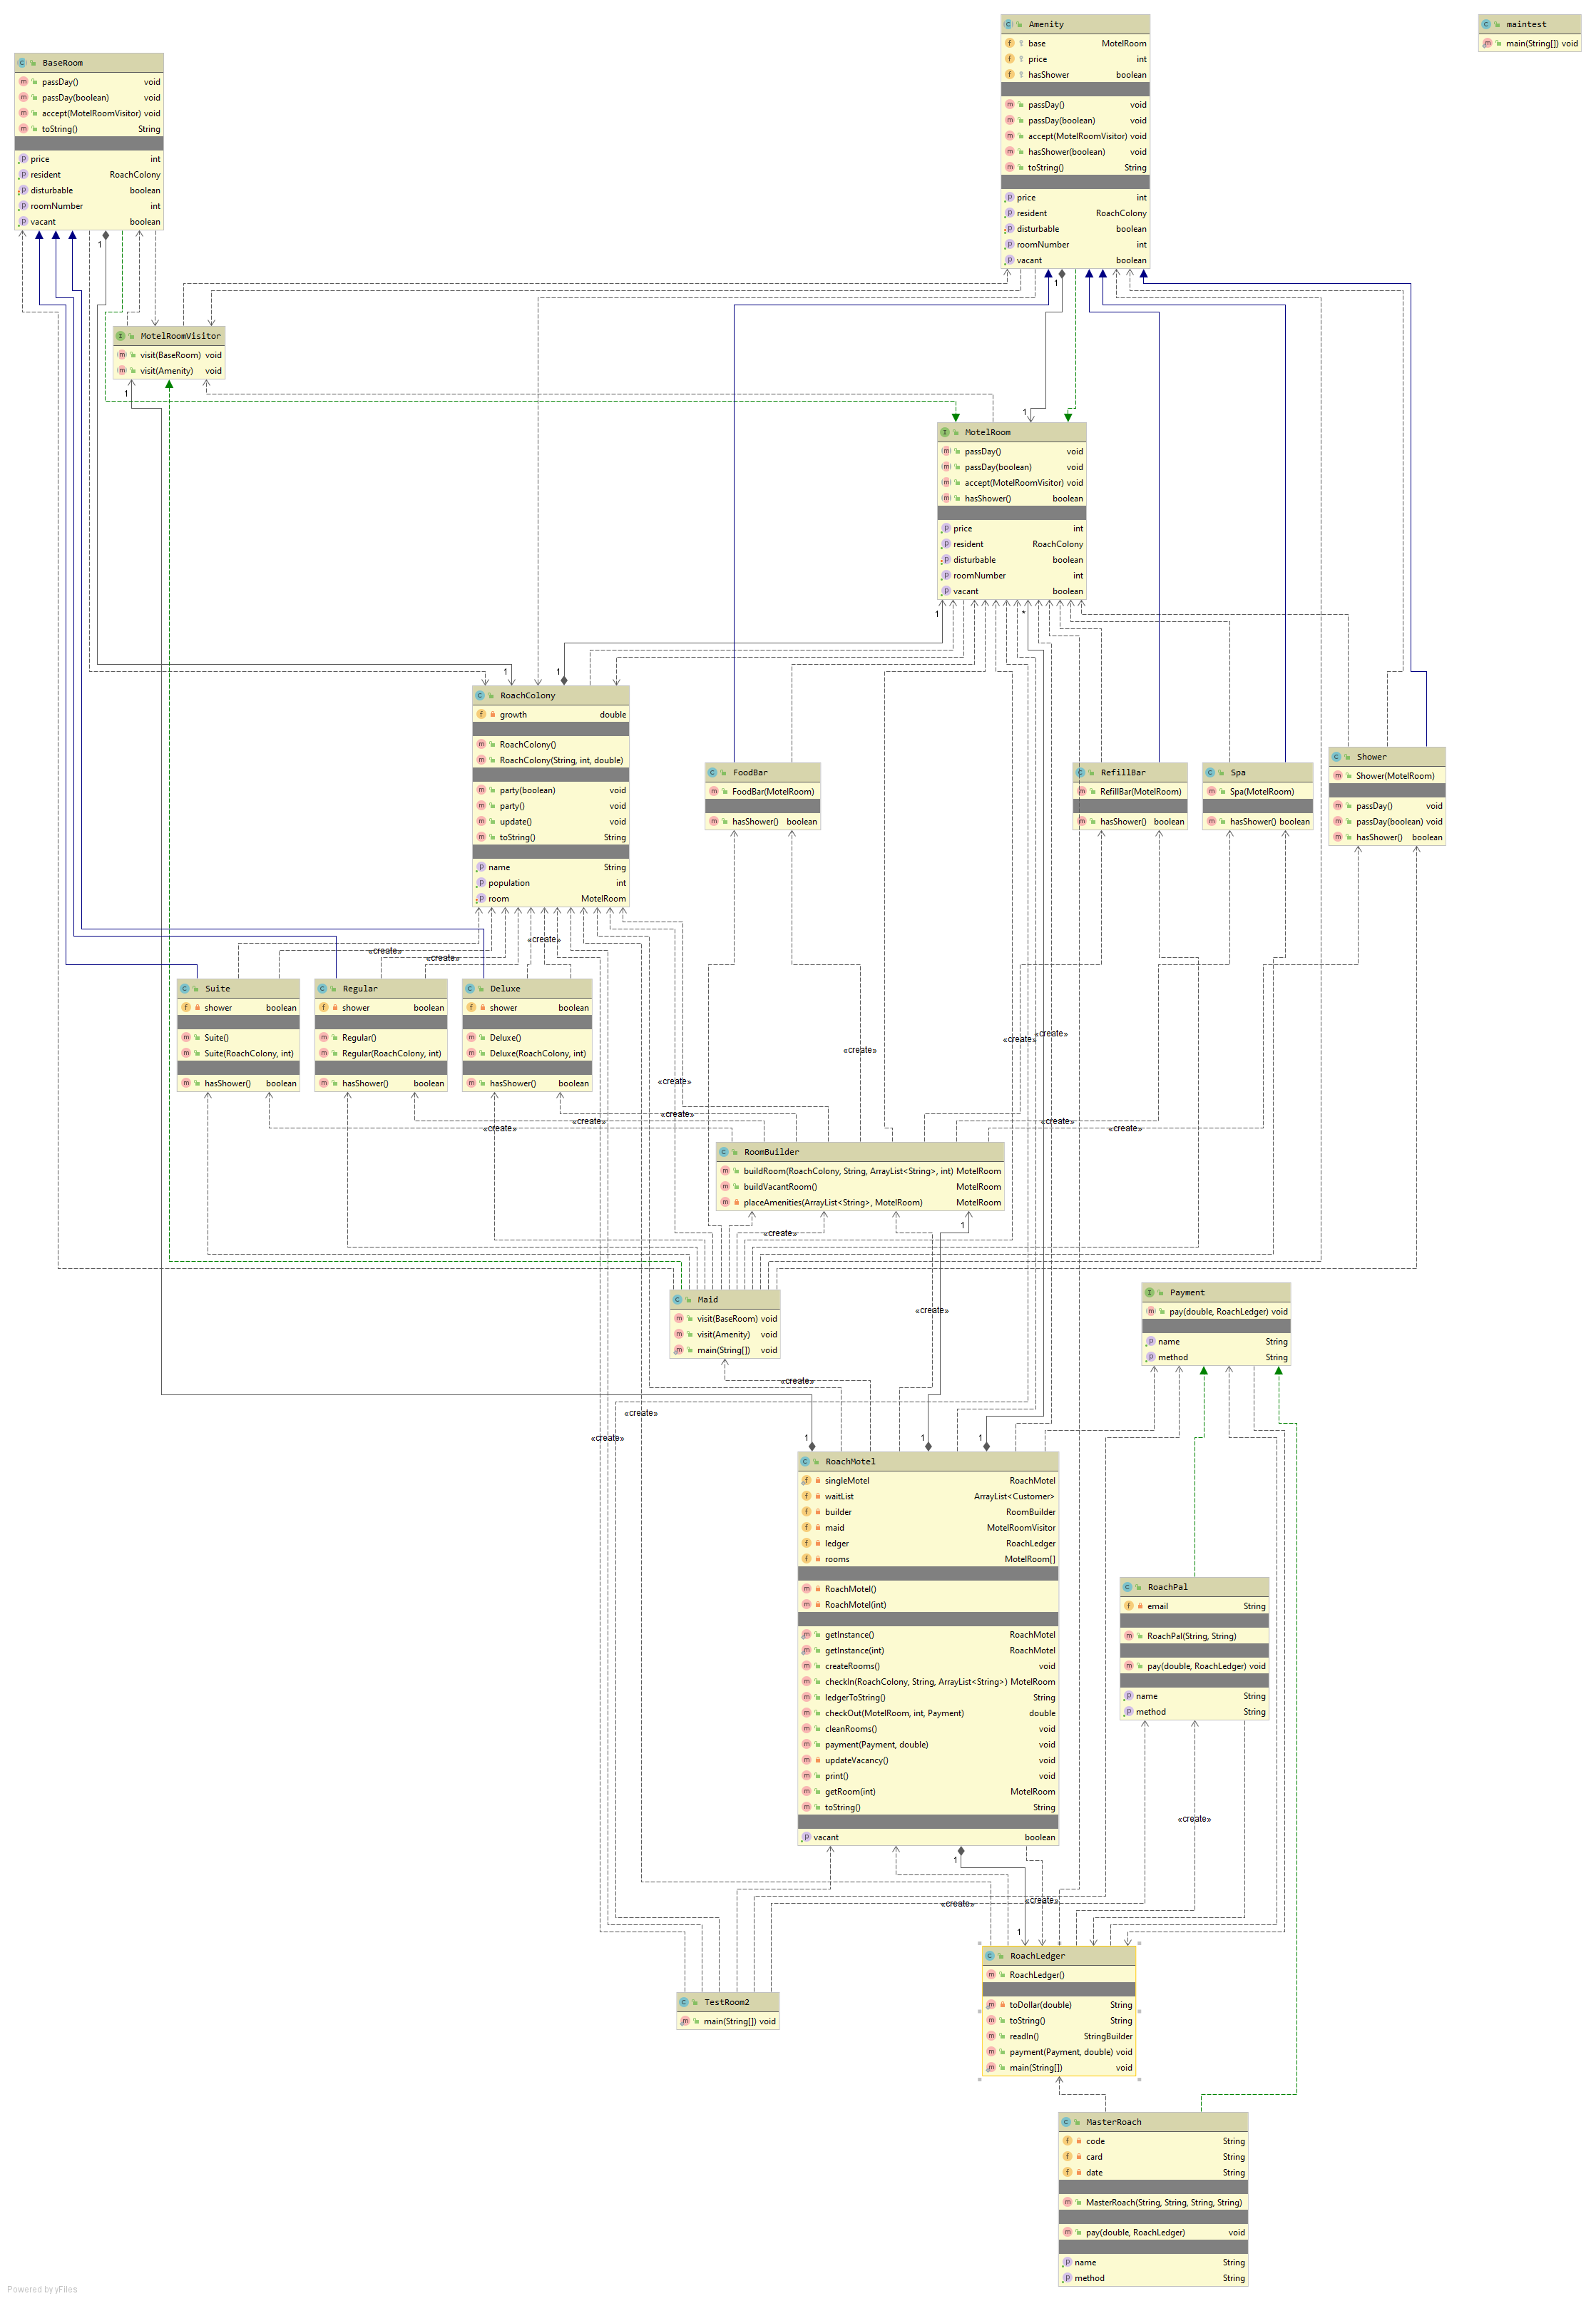 Amenity
base MotelRoom
price int
hasShower boolean
passDay() void
passDay(boolean) void
accept(MotelRoomVisitor) void
hasShower(boolean) void
toString() String
price int
resident RoachColony
disturbable boolean
roomNumber int
vacant boolean
1
maintest
main(String[]) void
BaseRoom
passDay() void
passDay(boolean) void
accept(MotelRoomVisitor) void
toString() String
price int
resident RoachColony
disturbable boolean
roomNumber int
vacant boolean
1
MotelRoomVisitor
visit(BaseRoom) void
visit(Amenity) void
1
1
MotelRoom
passDay() void
passDay(boolean) void
accept(MotelRoomVisitor) void
hasShower() boolean
price int
resident RoachColony
disturbable boolean
roomNumber int
vacant boolean
1
*
1
1
RoachColony
growth double
RoachColony()
RoachColony(String, int, double)
party(boolean) void
party() void
update() void
toString() String
name String
population int
room MotelRoom
FoodBar
FoodBar(MotelRoom)
hasShower() boolean
RefillBar
RefillBar(MotelRoom)
hasShower() boolean
Spa
Spa(MotelRoom)
hasShower() boolean
Shower
Shower(MotelRoom)
passDay() void
passDay(boolean) void
hasShower() boolean
«create»
«create»
«create»
Suite
shower boolean
Suite()
Suite(RoachColony, int)
hasShower() boolean
Regular
shower boolean
Regular()
Regular(RoachColony, int)
hasShower() boolean
Deluxe
shower boolean
Deluxe()
Deluxe(RoachColony, int)
hasShower() boolean
«create»
«create»
«create»
«create»
«create»
«create»
«create»
«create»
«create»
«create»
RoomBuilder
buildRoom(RoachColony, String, ArrayList<String>, int) MotelRoom
buildVacantRoom() MotelRoom
placeAmenities(ArrayList<String>, MotelRoom) MotelRoom
1
«create»
Maid
visit(BaseRoom) void
visit(Amenity) void
main(String[]) void
«create»
Payment
pay(double, RoachLedger) void
name String
method String
«create»
«create»
«create»
1
1
1
RoachMotel
singleMotel RoachMotel
waitList ArrayList<Customer>
builder RoomBuilder
maid MotelRoomVisitor
ledger RoachLedger
rooms MotelRoom[]
RoachMotel()
RoachMotel(int)
getInstance() RoachMotel
getInstance(int) RoachMotel
createRooms() void
checkIn(RoachColony, String, ArrayList<String>) MotelRoom
ledgerToString() String
checkOut(MotelRoom, int, Payment) double
cleanRooms() void
payment(Payment, double) void
updateVacancy() void
print() void
getRoom(int) MotelRoom
toString() String
vacant boolean
1
RoachPal
email String
RoachPal(String, String)
pay(double, RoachLedger) void
name String
method String
«create»
«create»
«create»
1
RoachLedger
RoachLedger()
toDollar(double) String
toString() String
readIn() StringBuilder
payment(Payment, double) void
main(String[]) void
TestRoom2
main(String[]) void
MasterRoach
code String
card String
date String
MasterRoach(String, String, String, String)
pay(double, RoachLedger) void
name String
method String
Powered by yFiles